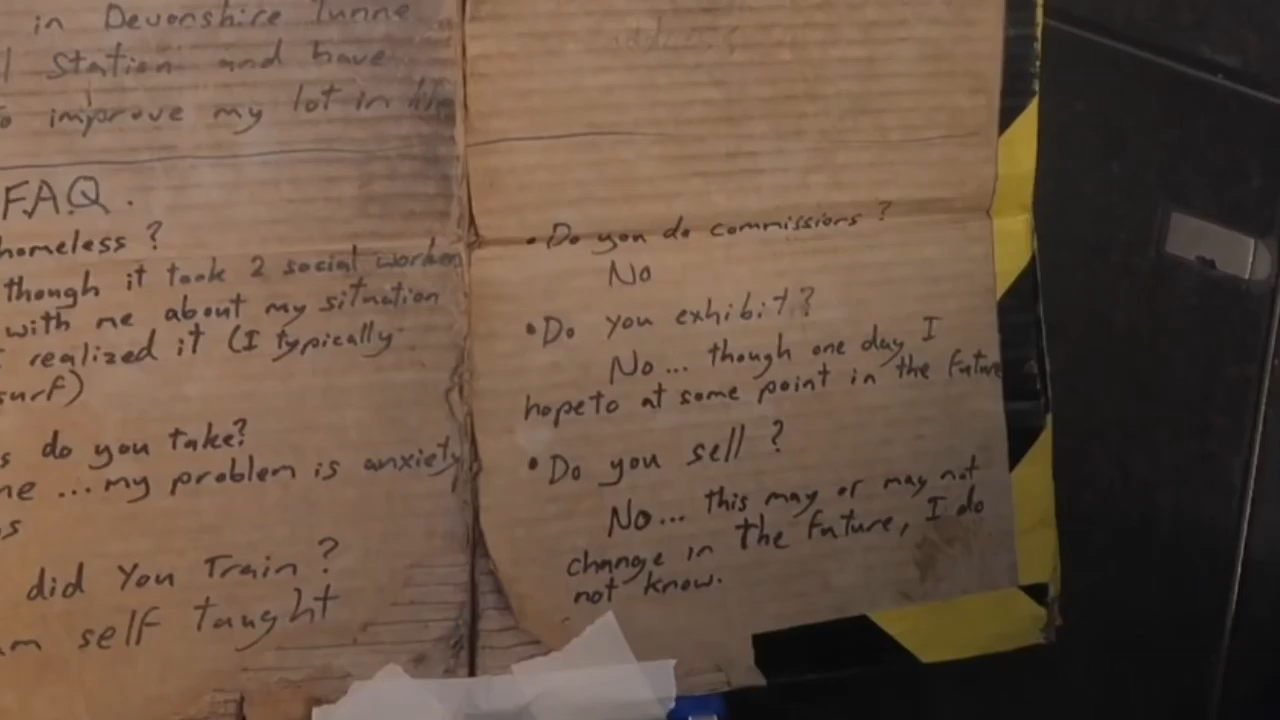 in Devonshire Tunne
l Station and have
o improve my lot in life
FAQ.
homeless?
though it took 2 social worker
with me about my situation
realized it (I typically
surf)
s do you take?
ne ... my problem is anxiety
s
did You Train?
m self taught
address
• Do you do commissions?
No
• Do you exhibit?
No... though one day I
hope to at some point in the future
• Do you sell?
No... this may or may not
change in the future, I do
not know.